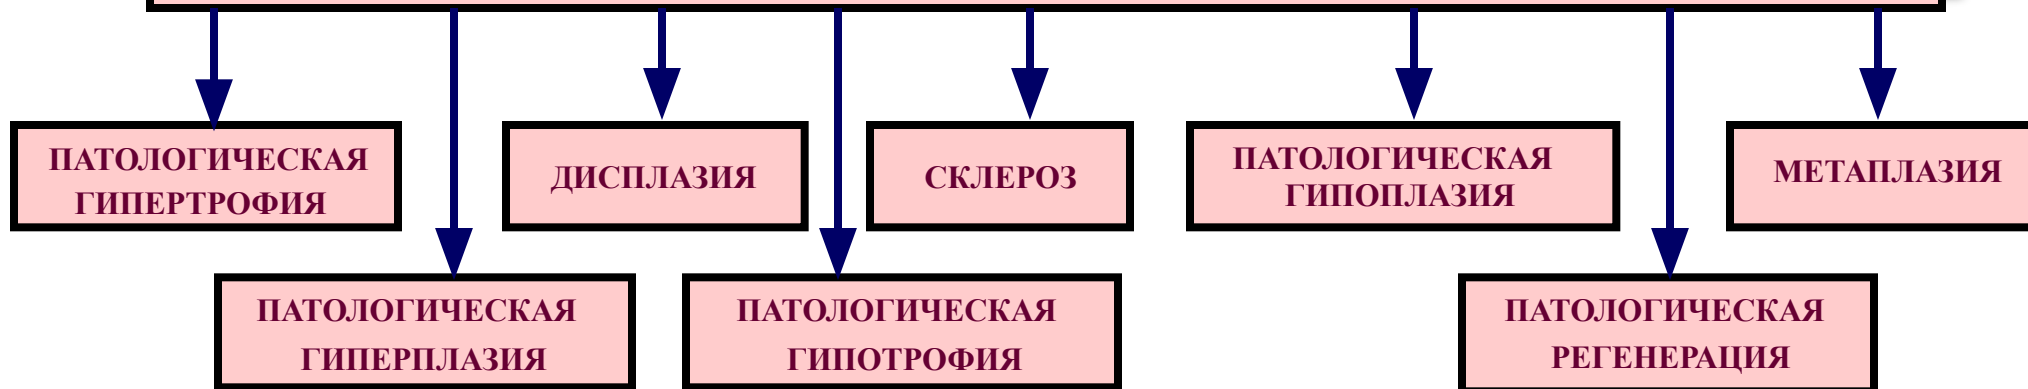 ПАТОЛОГИЧЕСКАЯ
ГИПЕРТРОФИЯ
ДИСПЛАЗИЯ
СКЛЕРОЗ
ПАТОЛОГИЧЕСКАЯ
ГИПОПЛАЗИЯ
МЕТАПЛАЗИЯ
ПАТОЛОГИЧЕСКАЯ
ГИПЕРПЛАЗИЯ
ПАТОЛОГИЧЕСКАЯ
ГИПОТРОФИЯ
ПАТОЛОГИЧЕСКАЯ
РЕГЕНЕРАЦИЯ